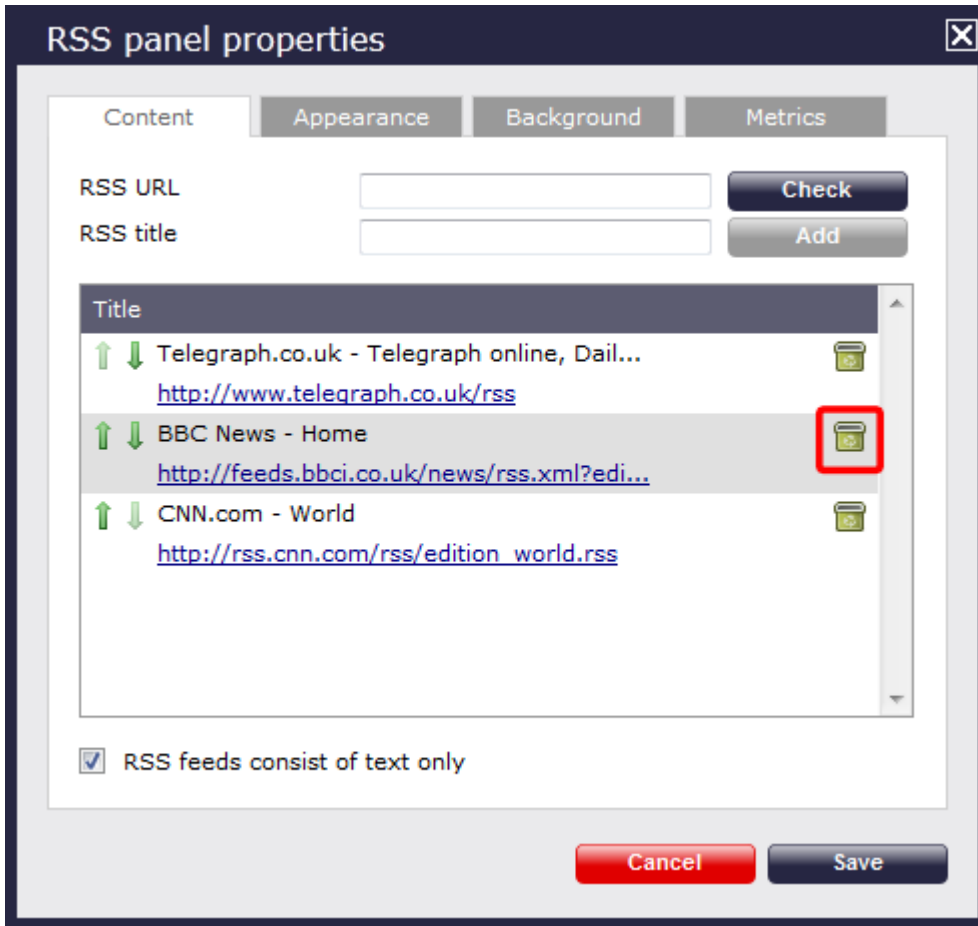 RSS panel properties
Content Appearance Background Metrics
RSS URL Check
RSS title Add
Title
Telegraph.co.uk - Telegraph online, Dail...
http://www.telegraph.co.uk/rss
BBC News - Home
http://feeds.bbci.co.uk/news/rss.xml?edi...
CNN.com - World
http://rss.cnn.com/rss/edition_world.rss
RSS feeds consist of text only
Cancel Save